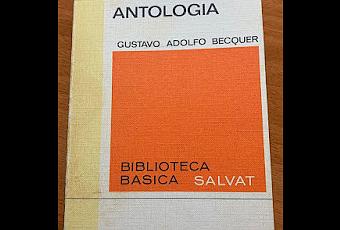 ANTOLOGIA
GUSTAVO ADOLFO BECQUER
BIBLIOTECA
BASICA SALVAT